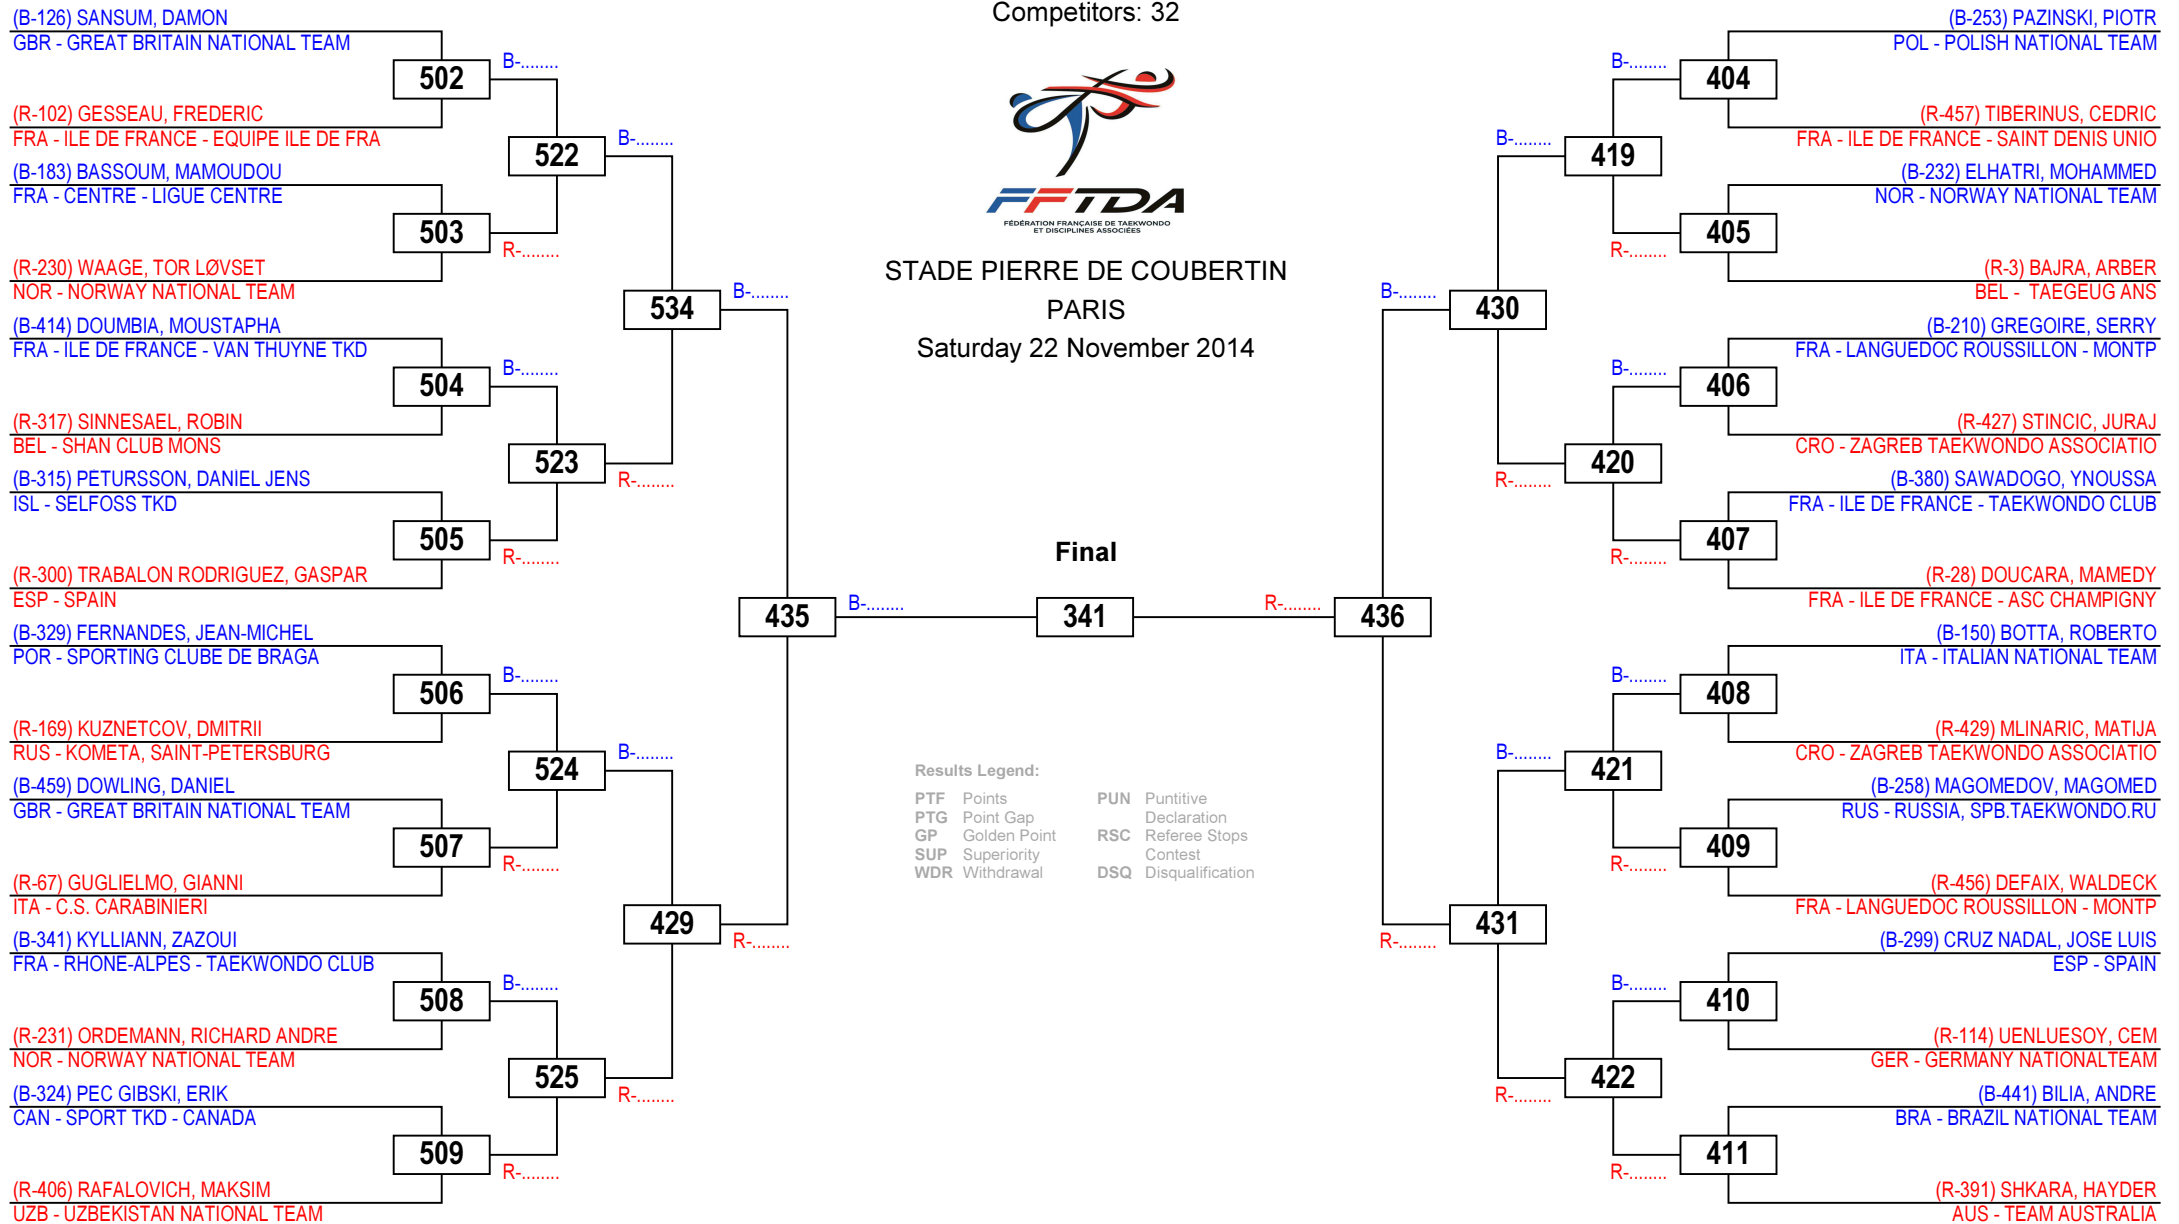 Competitors: 32
FFTDA
FÉDÉRATION FRANÇAISE DE TAEKWONDO
ET DISCIPLINES ASSOCIÉES
STADE PIERRE DE COUBERTIN
PARIS
Saturday 22 November 2014
(B-126) SANSUM, DAMON
GBR - GREAT BRITAIN NATIONAL TEAM
502
(R-102) GESSEAU, FREDERIC
FRA - ILE DE FRANCE - EQUIPE ILE DE FRA
(B-183) BASSOUM, MAMOUDOU
FRA - CENTRE - LIGUE CENTRE
503
(R-230) WAAGE, TOR LØVSET
NOR - NORWAY NATIONAL TEAM
(B-414) DOUMBIA, MOUSTAPHA
FRA - ILE DE FRANCE - VAN THUYNE TKD
504
(R-317) SINNESAEL, ROBIN
BEL - SHAN CLUB MONS
(B-315) PÉTURSSON, DANÍEL JENS
ISL - SELFOSS TKD
505
(R-300) TRABALON RODRIGUEZ, GASPAR
ESP - SPAIN
(B-329) FERNANDES, JEAN-MICHEL
POR - SPORTING CLUBE DE BRAGA
506
(R-169) KUZNETCOV, DMITRII
RUS - KOMETA, SAINT-PETERSBURG
(B-459) DOWLING, DANIEL
GBR - GREAT BRITAIN NATIONAL TEAM
507
(R-67) GUGLIELMO, GIANNI
ITA - C.S. CARABINIERI
(B-341) KYLLIANN, ZAZOUI
FRA - RHONE-ALPES - TAEKWONDO CLUB
508
(R-231) ORDEMANN, RICHARD ANDRE
NOR - NORWAY NATIONAL TEAM
(B-324) PEC GIBSKI, ERIK
CAN - SPORT TKD - CANADA
509
(R-406) RAFALOVICH, MAKSIM
UZB - UZBEKISTAN NATIONAL TEAM
B-........
522
R-........
B-........
523
R-........
B-........
524
R-........
B-........
525
R-........
B-........
534
R-........
B-........
429
R-........
B-........
435
R-........
B-........
Final
341
R-........
436
B-........
R-........
430
B-........
R-........
431
B-........
R-........
419
B-........
R-........
420
B-........
R-........
421
B-........
R-........
422
B-........
R-........
(B-253) PAZINSKI, PIOTR
POL - POLISH NATIONAL TEAM
404
(R-457) TIBERINUS, CEDRIC
FRA - ILE DE FRANCE - SAINT DENIS UNIO
(B-232) ELHATRI, MOHAMMED
NOR - NORWAY NATIONAL TEAM
405
(R-3) BAJRA, ARBER
BEL - TAEGEUG ANS
(B-210) GREGOIRE, SERRY
FRA - LANGUEDOC ROUSSILLON - MONTP
406
(R-427) STINCIC, JURAJ
CRO - ZAGREB TAEKWONDO ASSOCIATIO
(B-380) SAWADOGO, YNOUSSA
FRA - ILE DE FRANCE - TAEKWONDO CLUB
407
(R-28) DOUCARA, MAMEDY
FRA - ILE DE FRANCE - ASC CHAMPIGNY
(B-150) BOTTA, ROBERTO
ITA - ITALIAN NATIONAL TEAM
408
(R-429) MLINARIC, MATIJA
CRO - ZAGREB TAEKWONDO ASSOCIATIO
(B-258) MAGOMEDOV, MAGOMED
RUS - RUSSIA, SPB.TAEKWONDO.RU
409
(R-456) DEFAIX, WALDECK
FRA - LANGUEDOC ROUSSILLON - MONTP
(B-299) CRUZ NADAL, JOSE LUIS
ESP - SPAIN
410
(R-114) UENLUESOY, CEM
GER - GERMANY NATIONALTEAM
(B-441) BILIA, ANDRE
BRA - BRAZIL NATIONAL TEAM
411
(R-391) SHKARA, HAYDER
AUS - TEAM AUSTRALIA
Results Legend:
PTF Points
PTG Point Gap
GP Golden Point
SUP Superiority
WDR Withdrawal
PUN Puntitive
Declaration
RSC Referee Stops
Contest
DSQ Disqualification